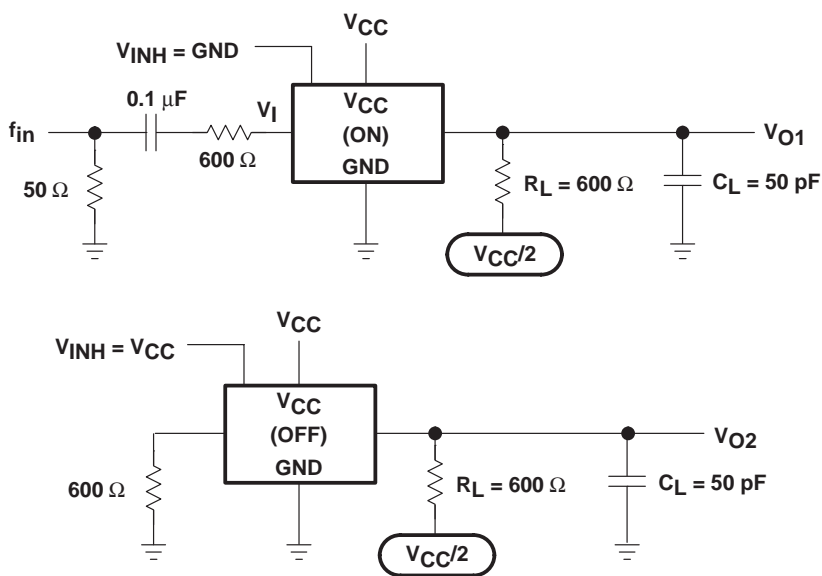 VCC
VINH = GND
0.1 μF
VI
fin
600 Ω
50 Ω
VCC
(ON)
GND
VO1
RL = 600 Ω
CL = 50 pF
VCC/2
VCC
VINH = VCC
VCC
(OFF)
GND
600 Ω
VO2
RL = 600 Ω
CL = 50 pF
VCC/2